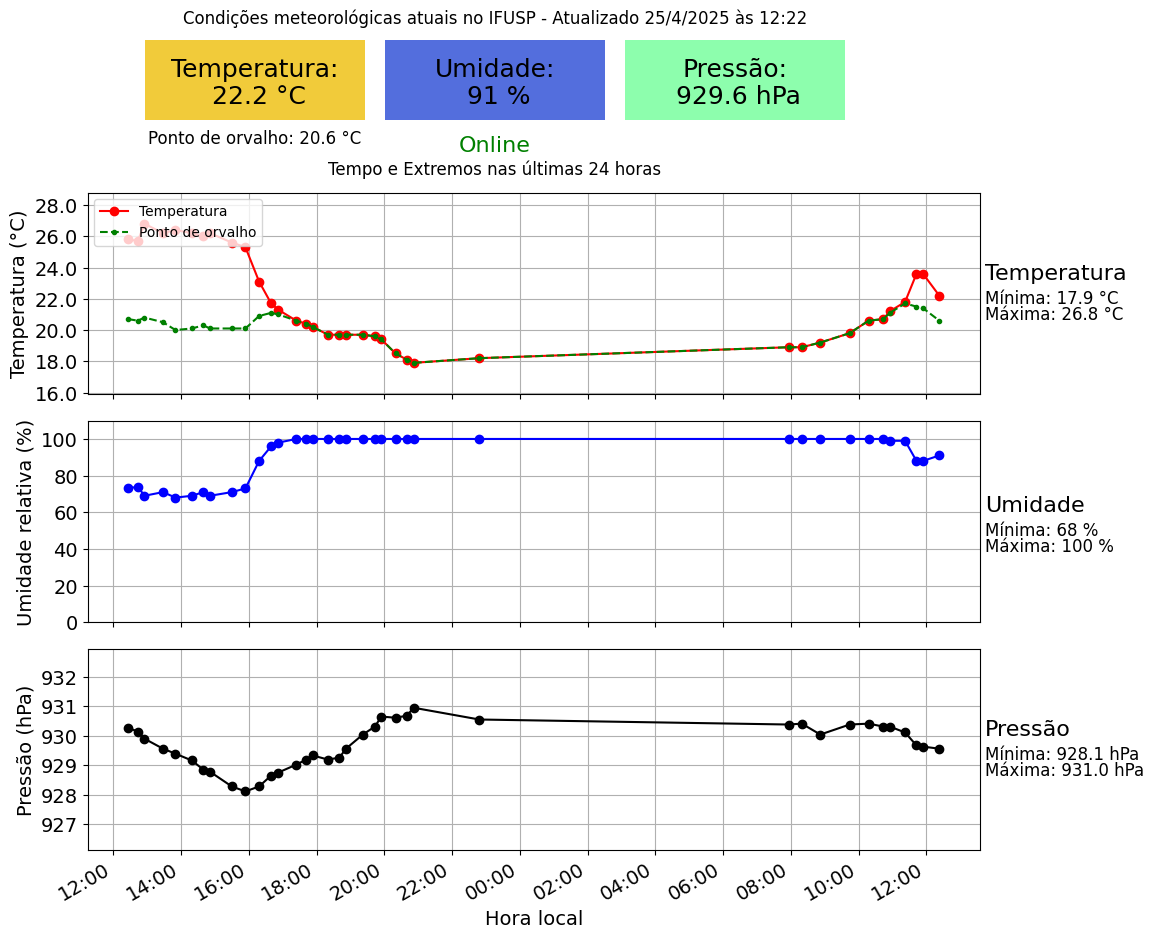 Condições meteorológicas atuais no IFUSP - Atualizado 25/4/2025 às 12:22
Temperatura:
22.2 °C
Umidade:
91 %
Pressão:
929.6 hPa
Ponto de orvalho: 20.6 °C
Online
Tempo e Extremos nas últimas 24 horas
Temperatura (°C)
28.0
26.0
24.0
22.0
20.0
18.0
16.0
Temperatura
Ponto de orvalho
Temperatura
Mínima: 17.9 °C
Máxima: 26.8 °C
Umidade relativa (%)
100
80
60
40
20
0
Umidade
Mínima: 68 %
Máxima: 100 %
Pressão (hPa)
932
931
930
929
928
927
Pressão
Mínima: 928.1 hPa
Máxima: 931.0 hPa
12:00
14:00
16:00
18:00
20:00
22:00
00:00
02:00
04:00
06:00
08:00
10:00
12:00
Hora local